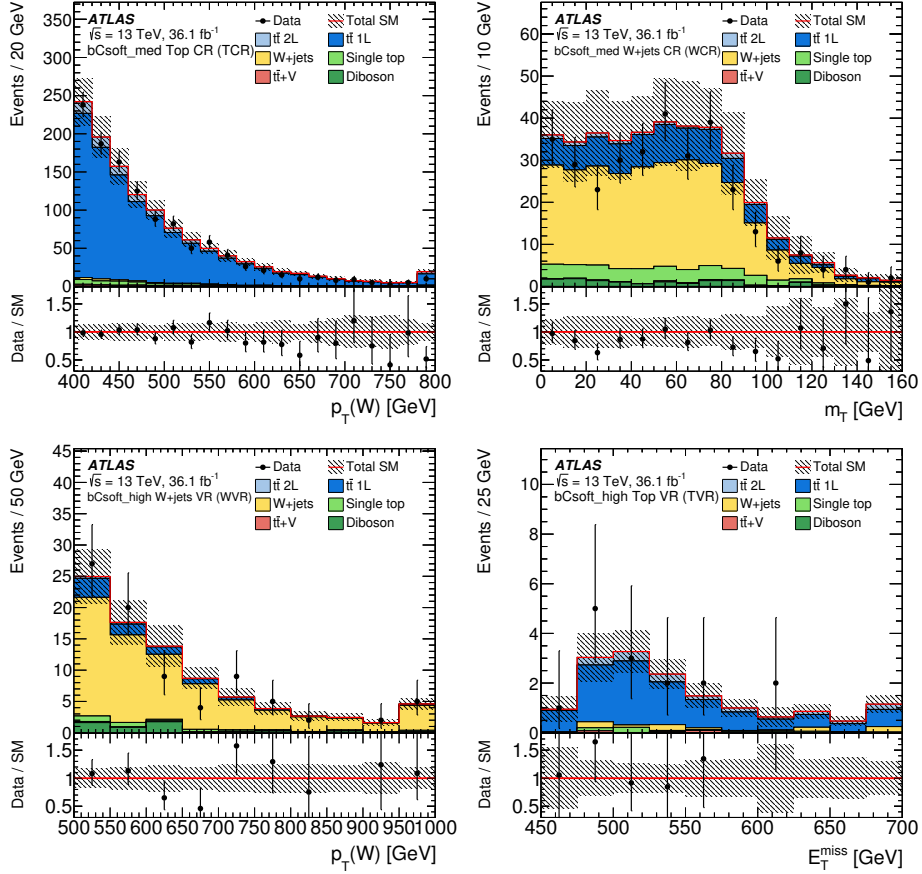 ATLAS
√s = 13 TeV, 36.1 fb⁻¹
bCsoft_med Top CR (TCR)
Data
Total SM
tt̄ 2L
tt̄ 1L
W+jets
Single top
tt̄+V
Diboson
Events / 20 GeV
350
300
250
200
150
100
50
0
Data / SM
1.5
1
0.5
400 450 500 550 600 650 700 750 800
p_T(W) [GeV]
ATLAS
√s = 13 TeV, 36.1 fb⁻¹
bCsoft_med W+jets CR (WCR)
Data
Total SM
tt̄ 2L
tt̄ 1L
W+jets
Single top
tt̄+V
Diboson
Events / 10 GeV
60
50
40
30
20
10
0
Data / SM
1.5
1
0.5
0 20 40 60 80 100 120 140 160
m_T [GeV]
ATLAS
√s = 13 TeV, 36.1 fb⁻¹
bCsoft_high W+jets VR (WVR)
Data
Total SM
tt̄ 2L
tt̄ 1L
W+jets
Single top
tt̄+V
Diboson
Events / 50 GeV
45
40
35
30
25
20
15
10
5
0
Data / SM
1.5
1
0.5
500 550 600 650 700 750 800 850 900 950 1000
p_T(W) [GeV]
ATLAS
√s = 13 TeV, 36.1 fb⁻¹
bCsoft_high Top VR (TVR)
Data
Total SM
tt̄ 2L
tt̄ 1L
W+jets
Single top
tt̄+V
Diboson
Events / 25 GeV
10
8
6
4
2
0
Data / SM
1.5
1
0.5
450 500 550 600 650 700
E_T^miss [GeV]